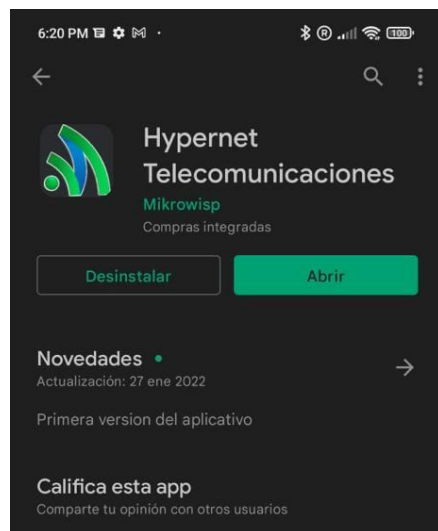 6:20 PM
100
Hypernet
Telecomunicaciones
Mikrowisp
Compras integradas
Desinstalar
Abrir
Novedades
Actualización: 27 ene 2022
Primera version del aplicativo
Califica esta app
Comparte tu opinión con otros usuarios